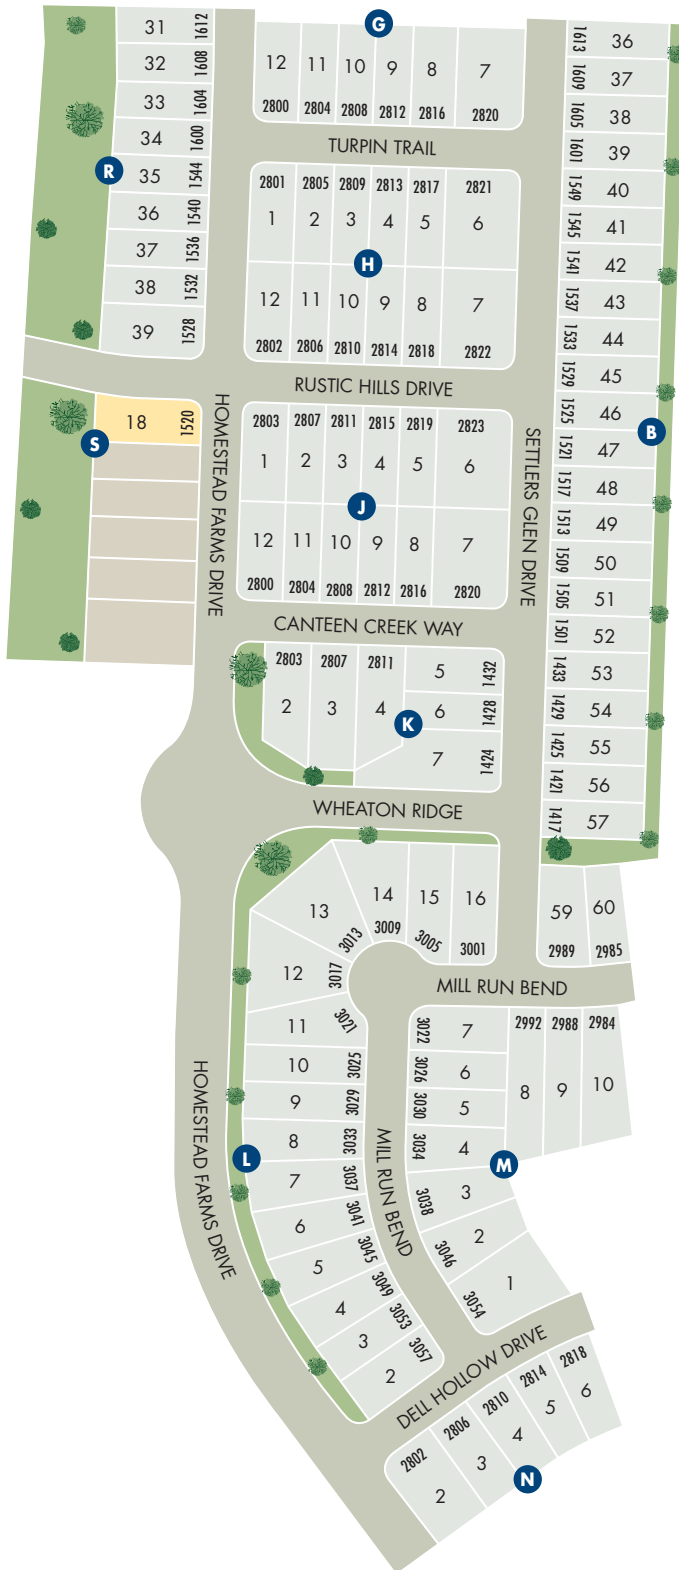 G
31 1612
32 1608
33 1604
34 1600
35 1544
36 1540
37 1536
38 1532
39 1528
R
12 11 10 9 8 7
2800 2804 2808 2812 2816 2820
TURPIN TRAIL
2801 2805 2809 2813 2817 2821
1 2 3 4 5 6
H
12 11 10 9 8 7
2802 2806 2810 2814 2818 2822
RUSTIC HILLS DRIVE
18 1520
S
HOMESTEAD FARMS DRIVE
2803 2807 2811 2815 2819 2823
1 2 3 4 5 6
J
12 11 10 9 8 7
2800 2804 2808 2812 2816 2820
SETTLERS GLEN DRIVE
1613 36
1609 37
1605 38
1601 39
1549 40
1545 41
1541 42
1537 43
1533 44
1529 45
1525 46
B
1521 47
1517 48
1513 49
1509 50
1505 51
1501 52
1433 53
1429 54
1425 55
1421 56
1417 57
CANTEEN CREEK WAY
2803 2807 2811
2 3 4
5 1432
6 1428
K
7 1424
WHEATON RIDGE
13 14 15 16
3013 3009 3005 3001
59 60
2989 2985
MILL RUN BEND
12 3017
11 3021
10 3025
9 3029
8 3033
L
7 3037
6 3041
5 3045
4 3049
3 3053
2 3057
HOMESTEAD FARMS DRIVE
MILL RUN BEND
3022 7
3026 6
3030 5
3034 4
3038 3
3046 2
3054 1
2992 2988 2984
8 9 10
M
DELL HOLLOW DRIVE
2802 2806 2810 2814 2818
2 3 4 5 6
N